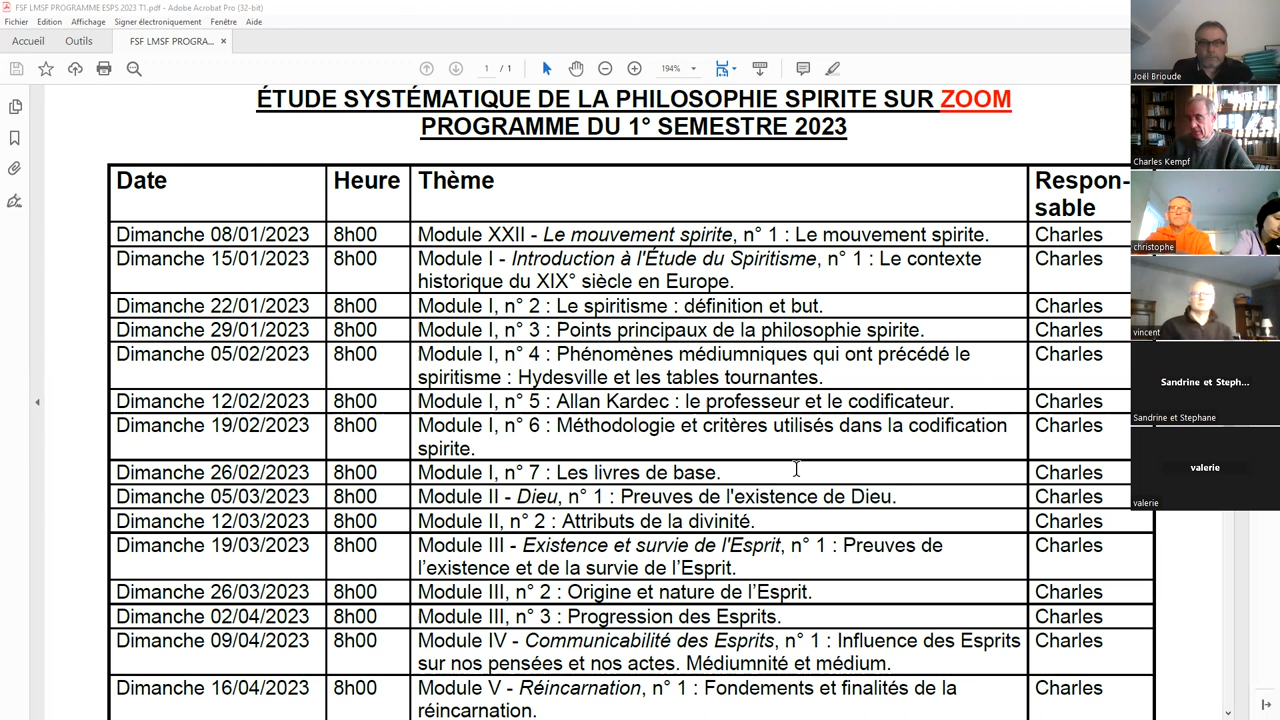 FSF LMSF PROGRAMME ESPS 2023 T1.pdf - Adobe Acrobat Pro (32-bit)
Fichier Edition Affichage Signer électroniquement Fenêtre Aide
Accueil Outils FSF LMSF PROGRA... ×
1 / 1 194%
ÉTUDE SYSTÉMATIQUE DE LA PHILOSOPHIE SPIRITE SUR ZOOM
PROGRAMME DU 1° SEMESTRE 2023
Date Heure Thème Respon-
sable
Dimanche 08/01/2023 8h00 Module XXII - Le mouvement spirite, n° 1 : Le mouvement spirite. Charles
Dimanche 15/01/2023 8h00 Module I - Introduction à l'Étude du Spiritisme, n° 1 : Le contexte Charles
historique du XIX° siècle en Europe.
Dimanche 22/01/2023 8h00 Module I, n° 2 : Le spiritisme : définition et but. Charles
Dimanche 29/01/2023 8h00 Module I, n° 3 : Points principaux de la philosophie spirite. Charles
Dimanche 05/02/2023 8h00 Module I, n° 4 : Phénomènes médiumniques qui ont précédé le Charles
spiritisme : Hydesville et les tables tournantes.
Dimanche 12/02/2023 8h00 Module I, n° 5 : Allan Kardec : le professeur et le codificateur. Charles
Dimanche 19/02/2023 8h00 Module I, n° 6 : Méthodologie et critères utilisés dans la codification Charles
spirite.
Dimanche 26/02/2023 8h00 Module I, n° 7 : Les livres de base. Charles
Dimanche 05/03/2023 8h00 Module II - Dieu, n° 1 : Preuves de l'existence de Dieu. Charles
Dimanche 12/03/2023 8h00 Module II, n° 2 : Attributs de la divinité. Charles
Dimanche 19/03/2023 8h00 Module III - Existence et survie de l'Esprit, n° 1 : Preuves de Charles
l’existence et de la survie de l’Esprit.
Dimanche 26/03/2023 8h00 Module III, n° 2 : Origine et nature de l’Esprit. Charles
Dimanche 02/04/2023 8h00 Module III, n° 3 : Progression des Esprits. Charles
Dimanche 09/04/2023 8h00 Module IV - Communicabilité des Esprits, n° 1 : Influence des Esprits Charles
sur nos pensées et nos actes. Médiumnité et médium.
Dimanche 16/04/2023 8h00 Module V - Réincarnation, n° 1 : Fondements et finalités de la Charles
réincarnation.
Joël Brioude
Charles Kempf
christophe
vincent
Sandrine et Steph...
Sandrine et Stephane
valerie
valerie